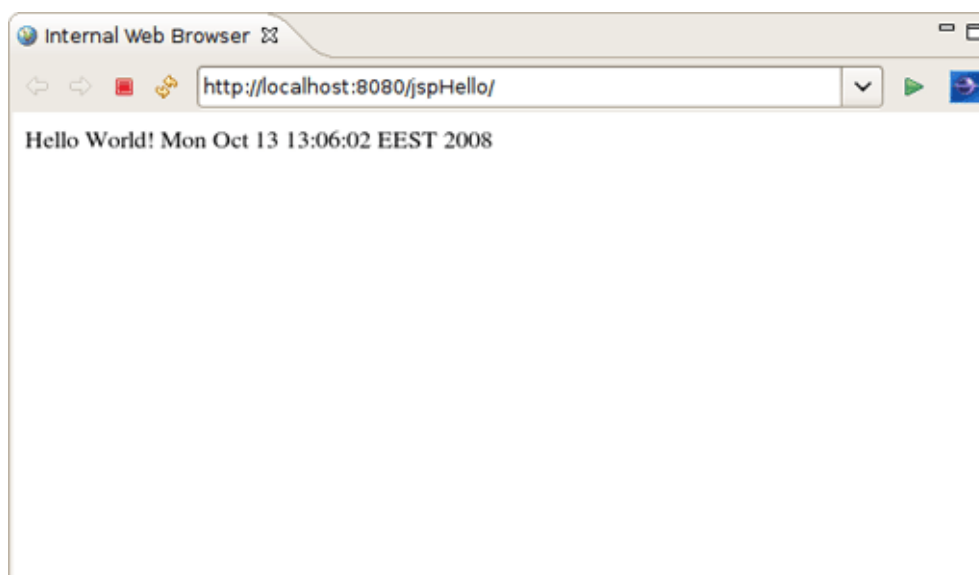 Internal Web Browser
http://localhost:8080/jspHello/
Hello World! Mon Oct 13 13:06:02 EEST 2008